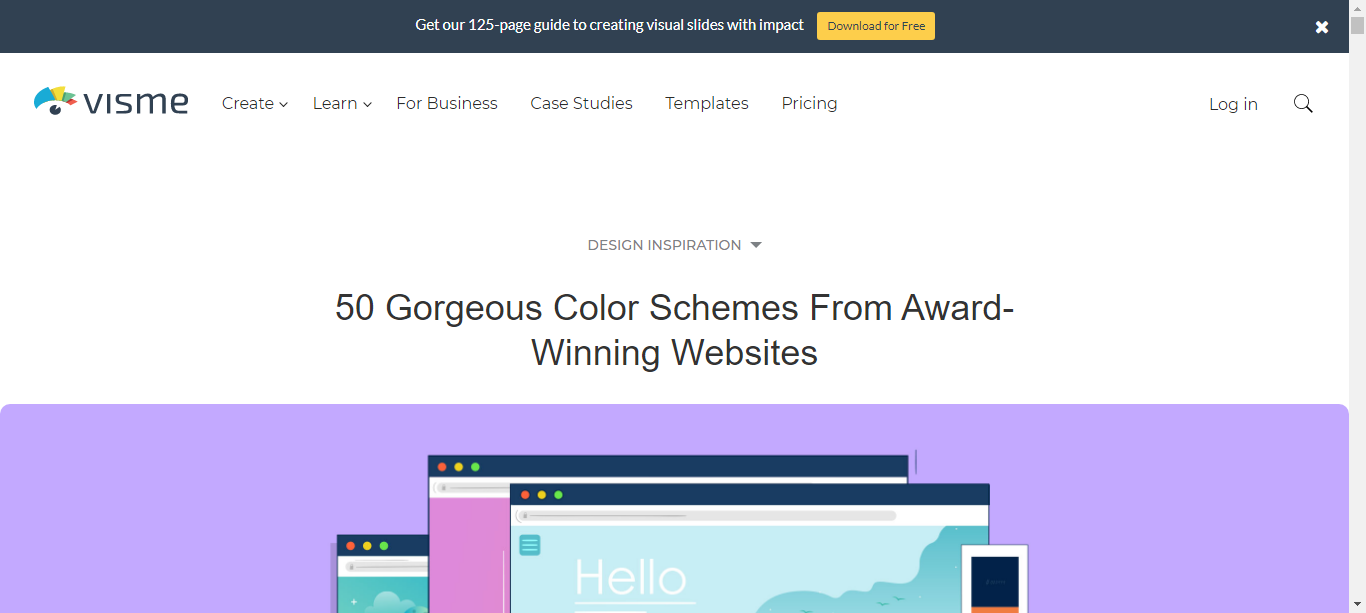 Get our 125-page guide to creating visual slides with impact Download for Free
visme Create Learn For Business Case Studies Templates Pricing Log in
DESIGN INSPIRATION
50 Gorgeous Color Schemes From Award-
Winning Websites
Hello